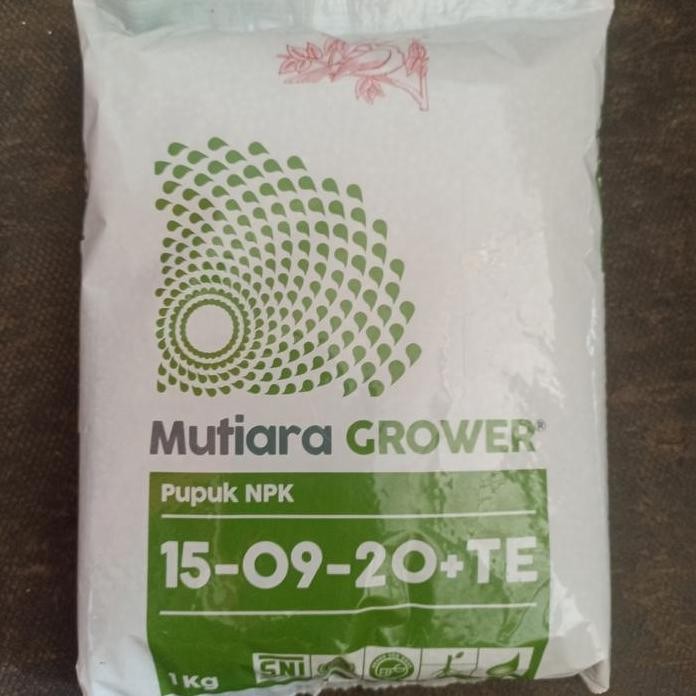 Mutiara GROWER®
Pupuk NPK
15-09-20+TE
1 Kg
SNI